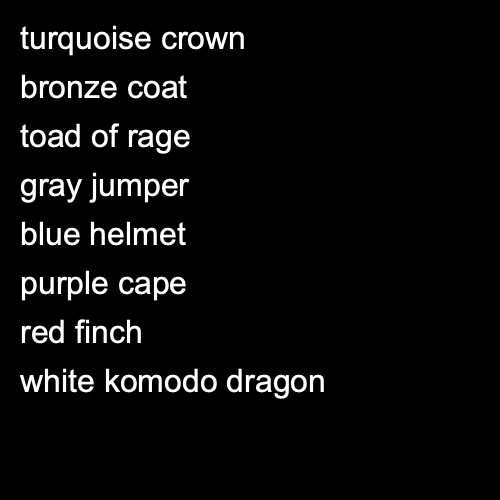 turquoise crown
bronze coat
toad of rage
gray jumper
blue helmet
purple cape
red finch
white komodo dragon